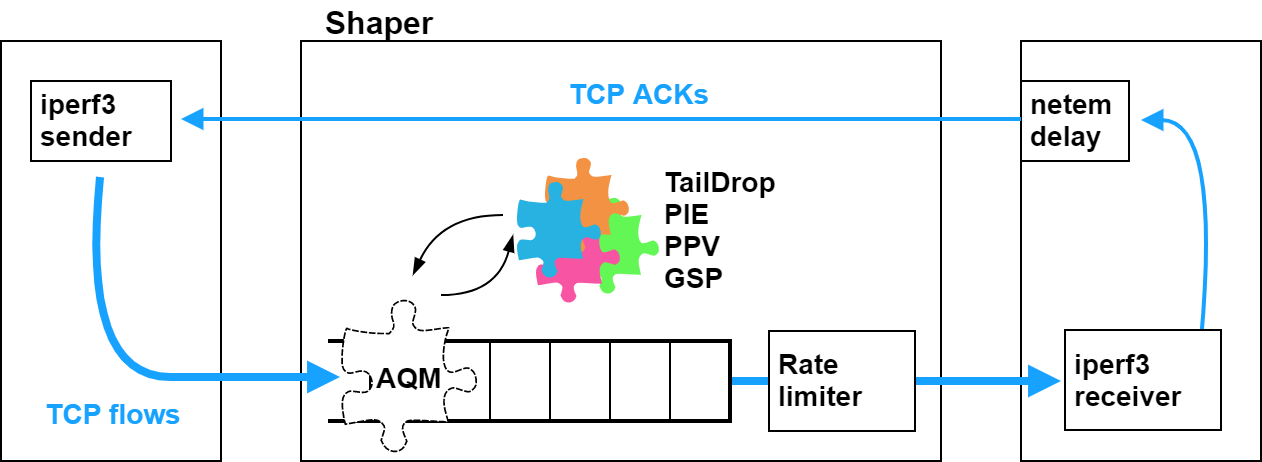 Shaper
iperf3
sender
TCP ACKs
netem
delay
TailDrop
PIE
PPV
GSP
AQM
Rate
limiter
iperf3
receiver
TCP flows